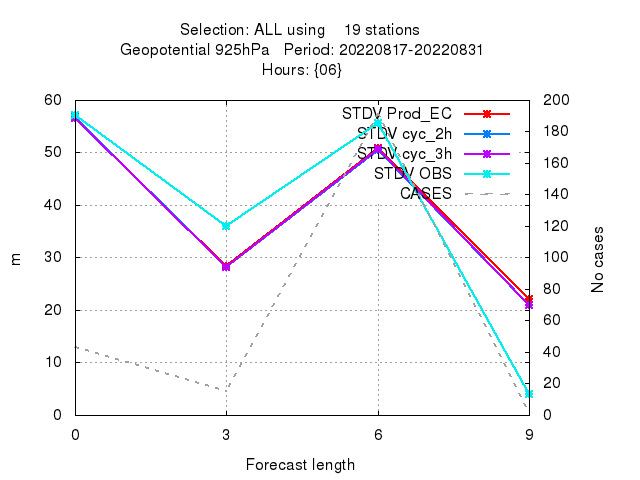 Selection: ALL using 19 stations
Geopotential 925hPa Period: 20220817-20220831
Hours: {06}
60 200
STDV Prod_EC
180
STDV cyc_2h
50 STDV cyc_3h 160
STDV OBS
CASES 140
40
120
m 30 100 No cases
80
20
60
10 40
20
0 0
0 3 6 9
Forecast length